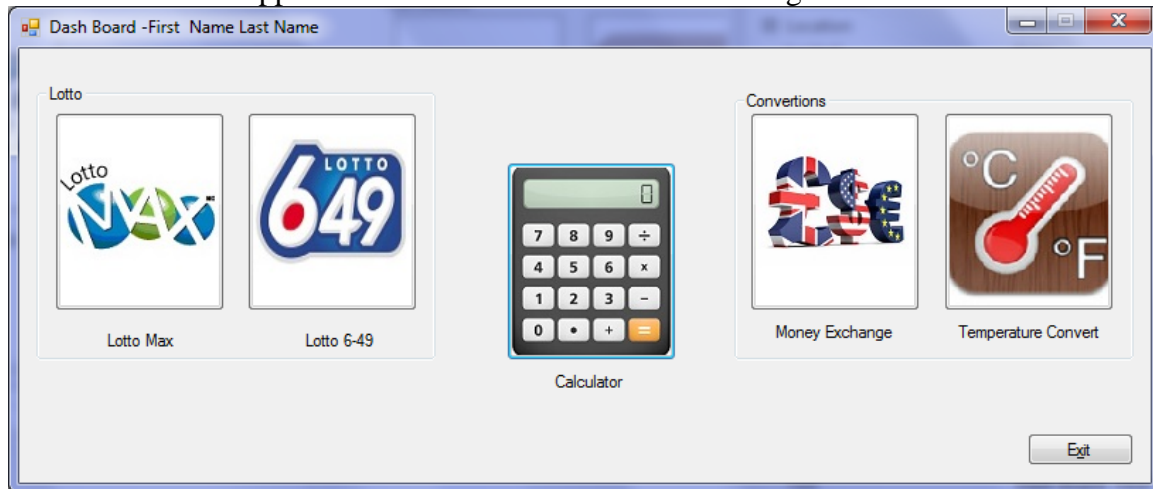 Dash Board -First Name Last Name
Lotto
Lotto
MAX
LOTTO
649
Lotto Max
Lotto 6-49
0
7 8 9 ÷
4 5 6 x
1 2 3 −
0 • + =
Calculator
Convertions
£$€
°C
°F
Money Exchange
Temperature Convert
Exit